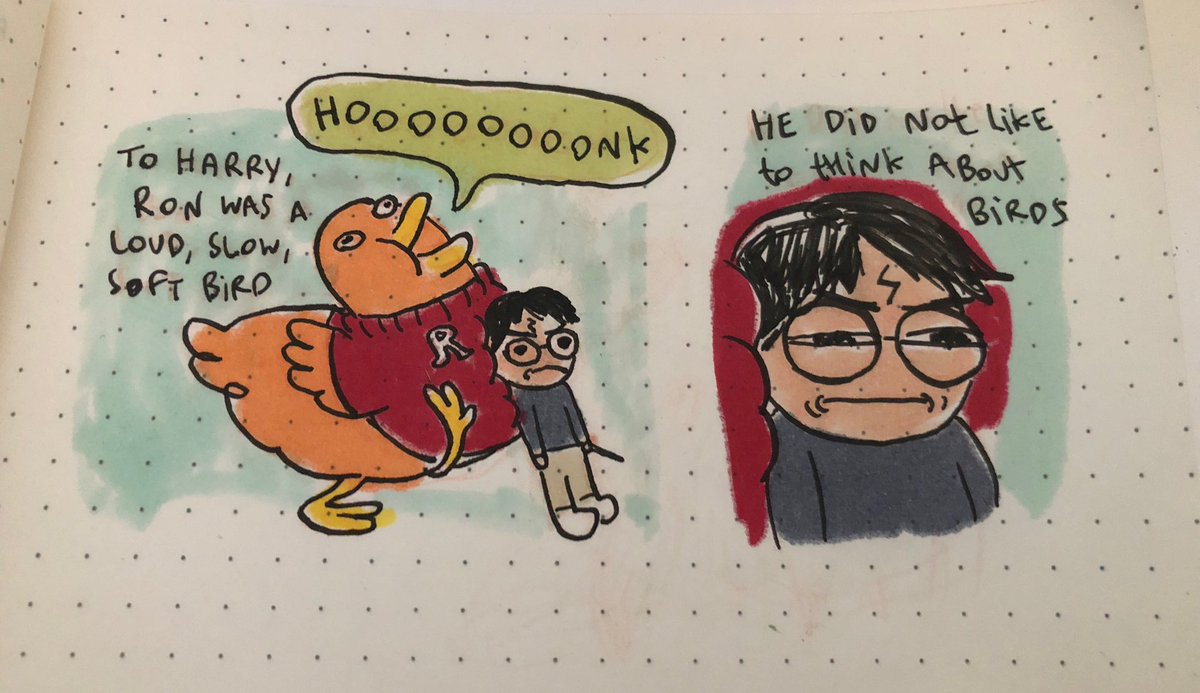 TO HARRY,
RON WAS A
LOUD, SLOW,
SOFT BIRD
HOOOOOOOONK
R
HE DiD Not LiKE
to tHiNK ABOUt
BiRDS